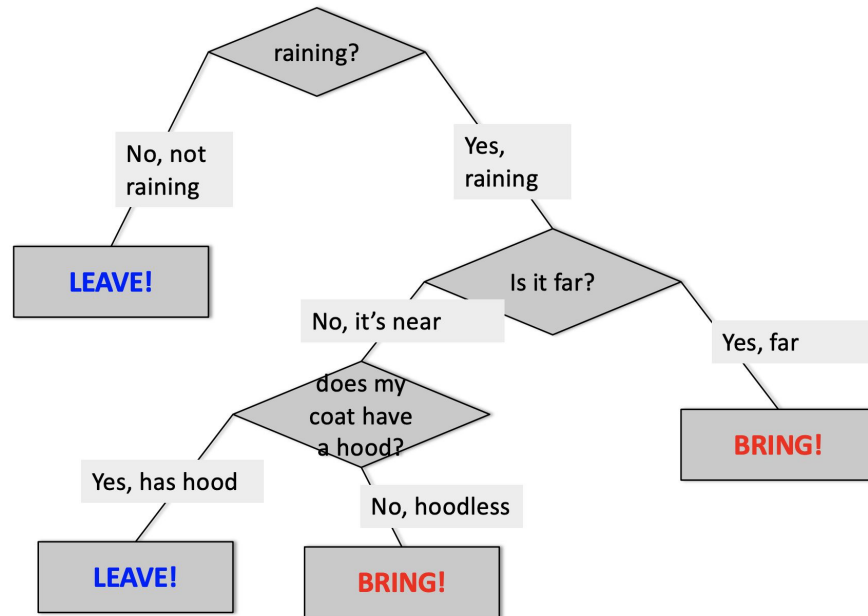 raining?
No, not
raining
Yes,
raining
LEAVE!
Is it far?
No, it's near
Yes, far
does my
coat have
a hood?
BRING!
Yes, has hood
No, hoodless
LEAVE!
BRING!